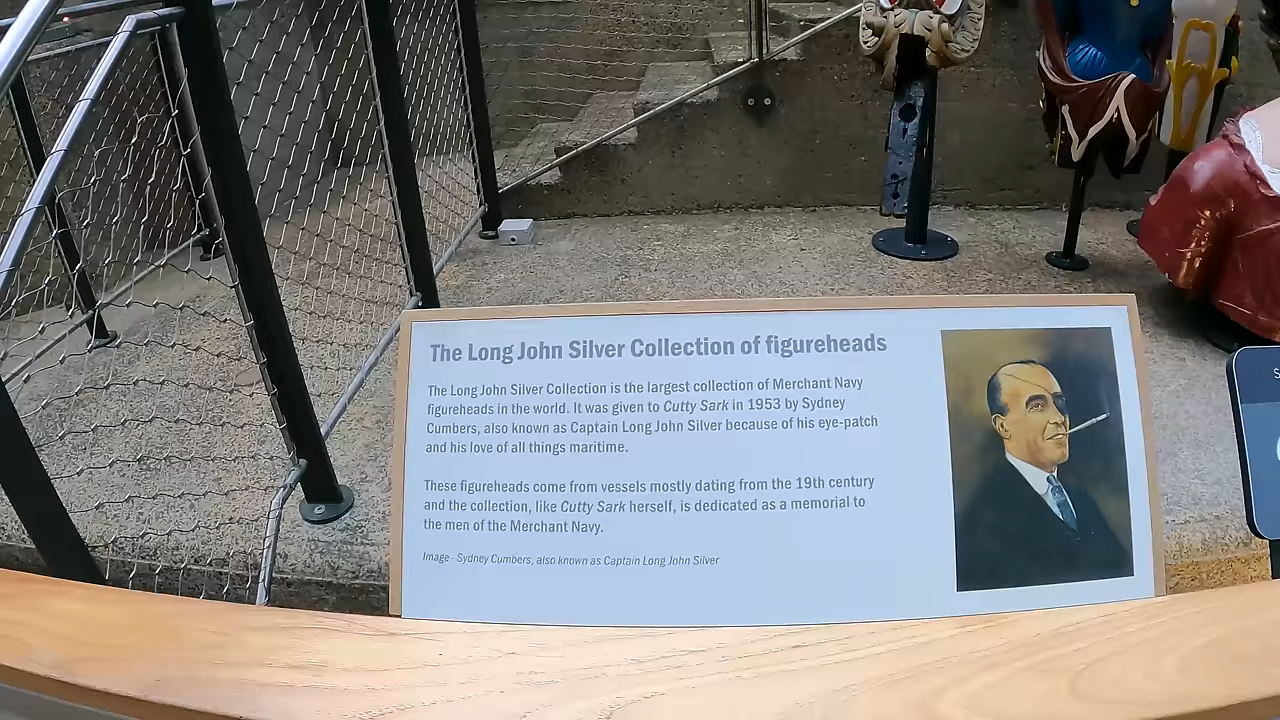 The Long John Silver Collection of figureheads
The Long John Silver Collection is the largest collection of Merchant Navy
figureheads in the world. It was given to Cutty Sark in 1953 by Sydney
Cumbers, also known as Captain Long John Silver because of his eye-patch
and his love of all things maritime.
These figureheads come from vessels mostly dating from the 19th century
and the collection, like Cutty Sark herself, is dedicated as a memorial to
the men of the Merchant Navy.
Image - Sydney Cumbers, also known as Captain Long John Silver